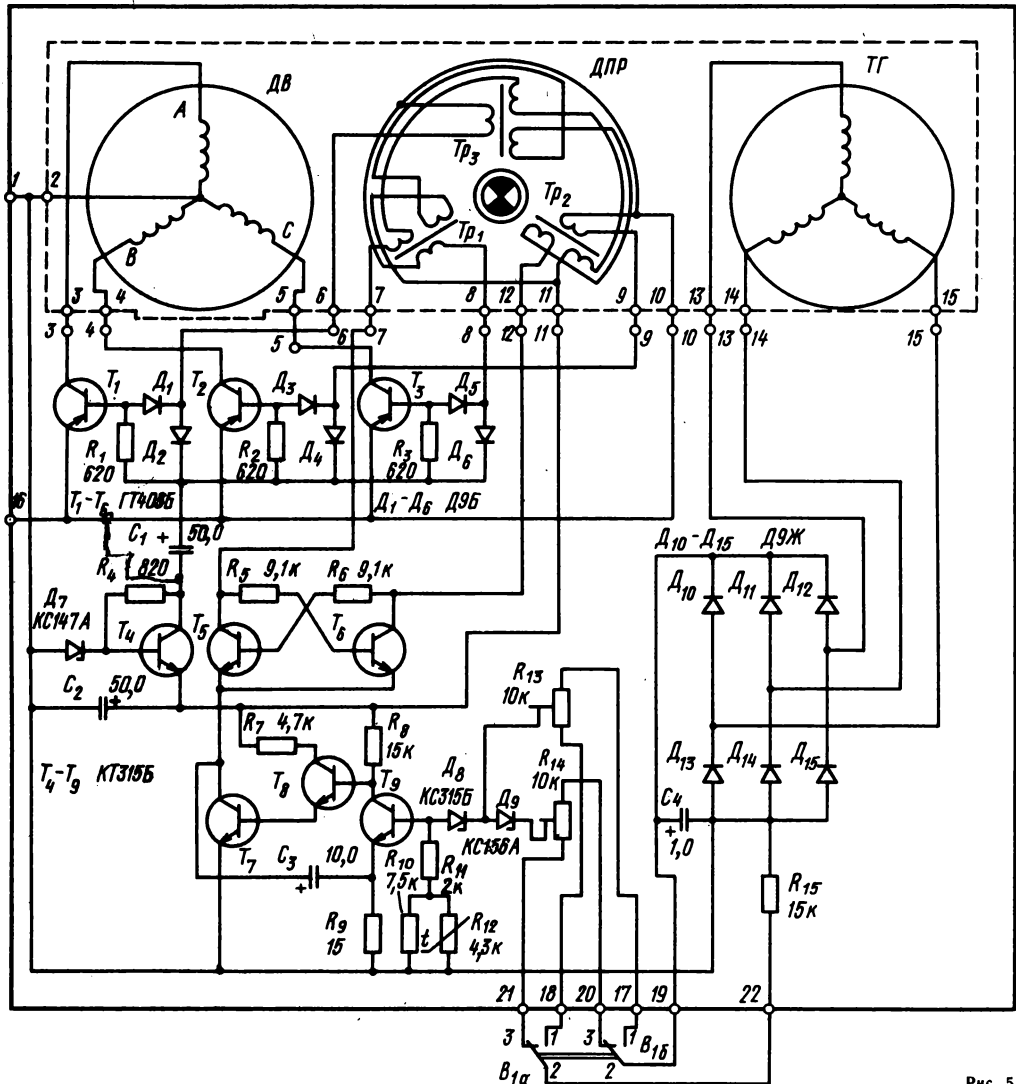 ДВ
ДПР
ТГ
A
B
C
Тр3
Тр1
Тр2
1
2
3 4 5 6 7 8 12 11 9 10 13 14 15
3 4 5 6 7 8 12 11 9 10 13 14 15
T1 Д1 T2 Д3 T3 Д5
R1 620 Д2 R2 620 Д4 R3 620 Д6
16
T1-T6 ГТ408Б
Д1-Д6 Д9Б
C1 + 50,0
R4 820
R5 9,1к R6 9,1к
Д10-Д15 Д9Ж
Д10 Д11 Д12
Д7
КС147А
T4 T5 T6
C2 50,0 +
R13
10к
R7 4,7к
R8
15к
R14
10к
T4-T9 КТ315Б
T8 T9
Д8
КС315Б
Д9
КС156А
Д13 Д14 Д15
C4
+ 1,0
T7
C3 10,0
+
R10
7,5к
R11
2к
R9
15
t
R12
4,3к
R15
15к
21 18 20 17 19 22
3 1 3 1 В1б
В1а 2 2
Рис. 5